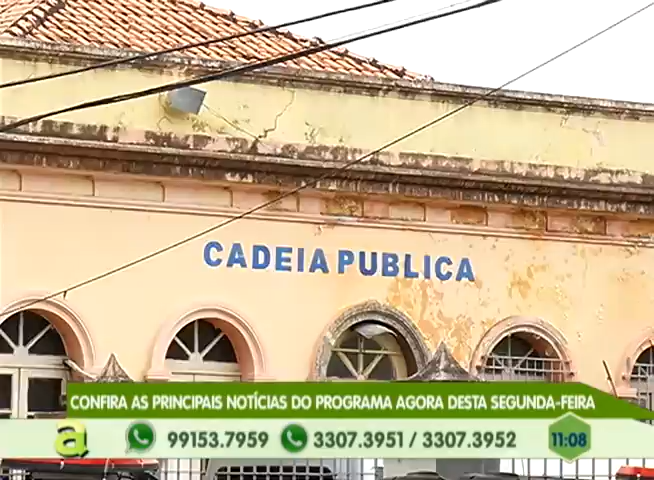 CADEIA PUBLICA
CONFIRA AS PRINCIPAIS NOTÍCIAS DO PROGRAMA AGORA DESTA SEGUNDA-FEIRA
a 99153.7959 3307.3951 / 3307.3952 11:08